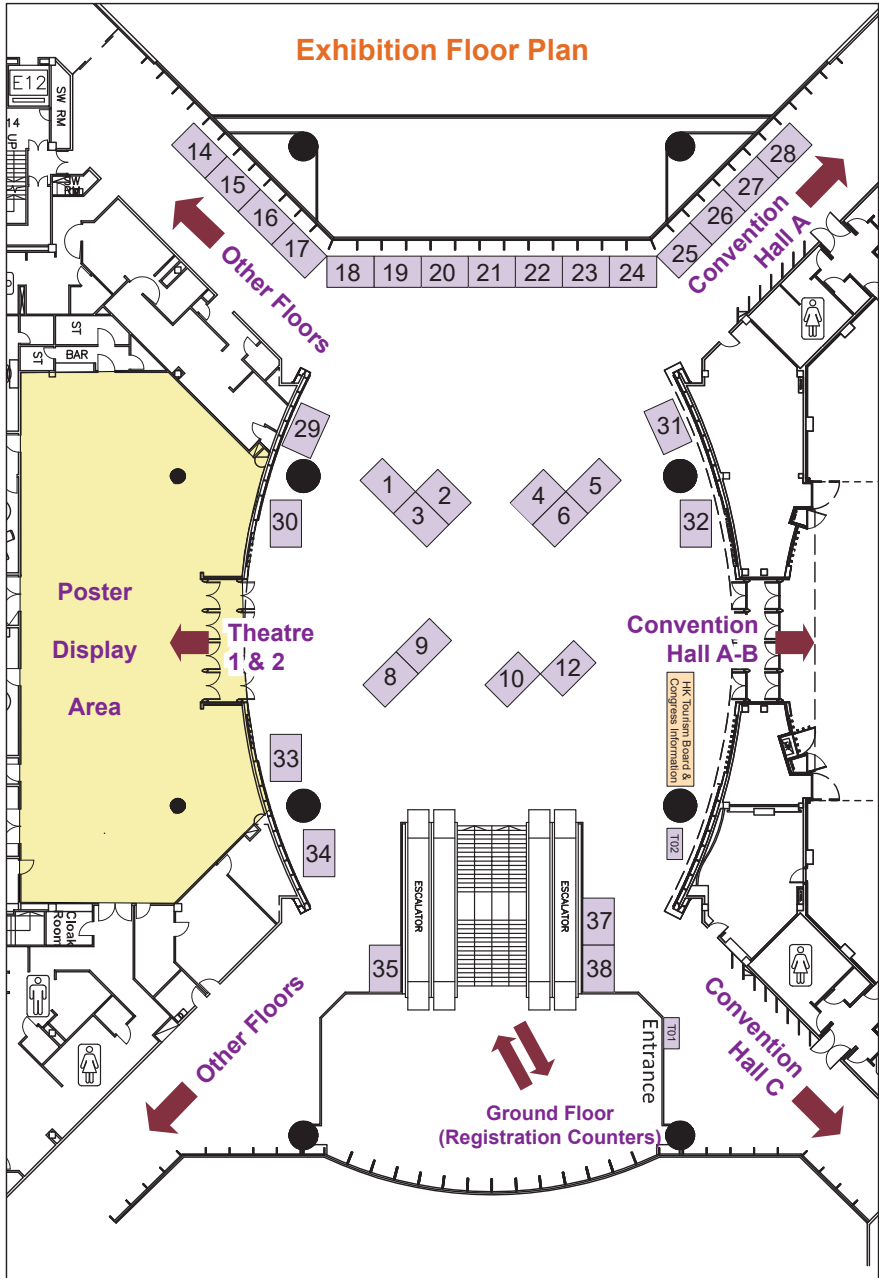 Exhibition Floor Plan
E12
SW RM
14
UP
SW
Rm
14
15
16
17
18
19
20
21
22
23
24
25
26
27
28
Other Floors
Convention
Hall A
ST
ST
BAR
29
30
31
32
1
2
3
4
5
6
Poster
Display
Area
Theatre
1 & 2
Convention
Hall A-B
9
8
10
12
HK Tourism Board &
Congress Information
33
34
T02
ESCALATOR
ESCALATOR
37
38
35
Cloak
Room
T01
Entrance
Other Floors
Convention
Hall C
Ground Floor
(Registration Counters)